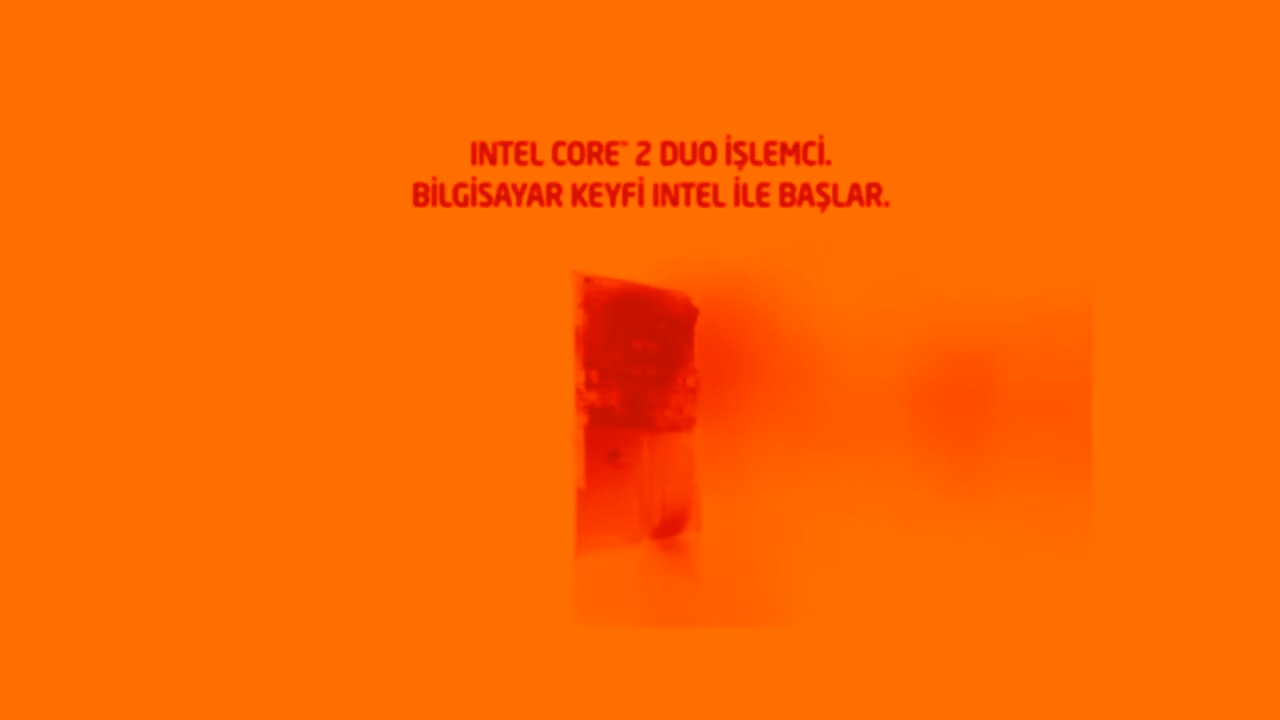 INTEL CORE™ 2 DUO İŞLEMCİ.
BİLGİSAYAR KEYFİ INTEL İLE BAŞLAR.